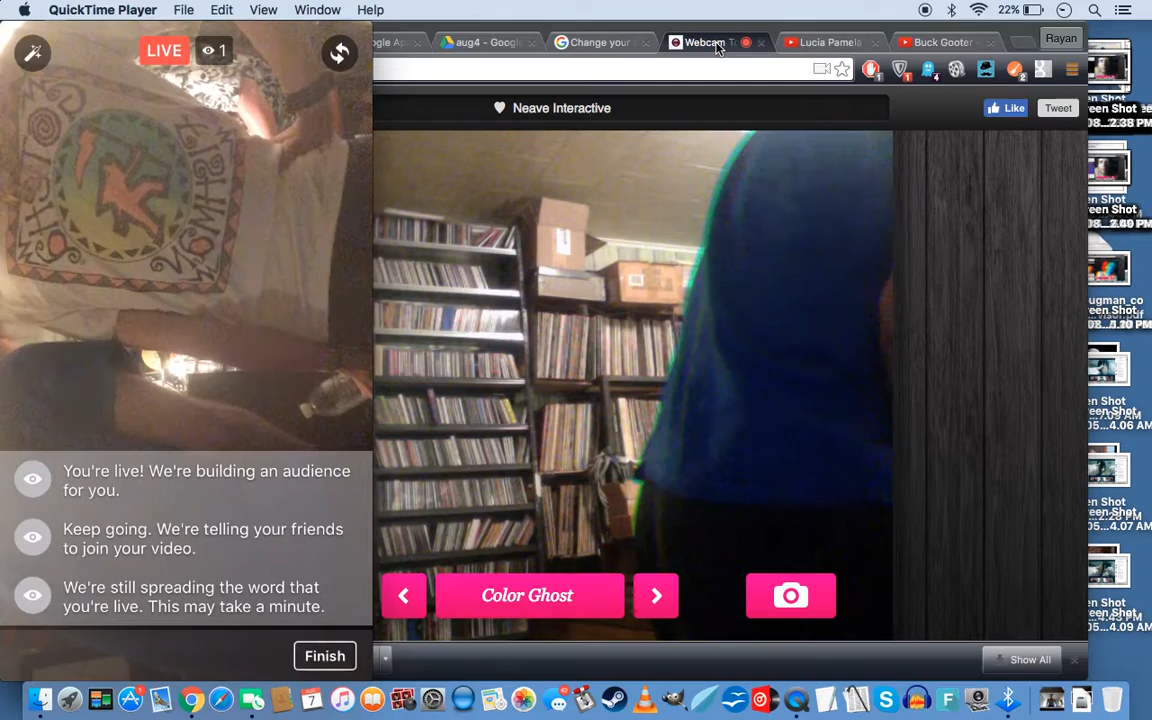 QuickTime Player File Edit View Window Help 22%
LIVE 1
aug4 - Google
Change your
Webcam
Lucia Pamela
Buck Gooter -
Rayan
Neave Interactive
Like
Tweet
You're live! We're building an audience
for you.
Keep going. We're telling your friends
to join your video.
We're still spreading the word that
you're live. This may take a minute.
Finish
Color Ghost
Show All